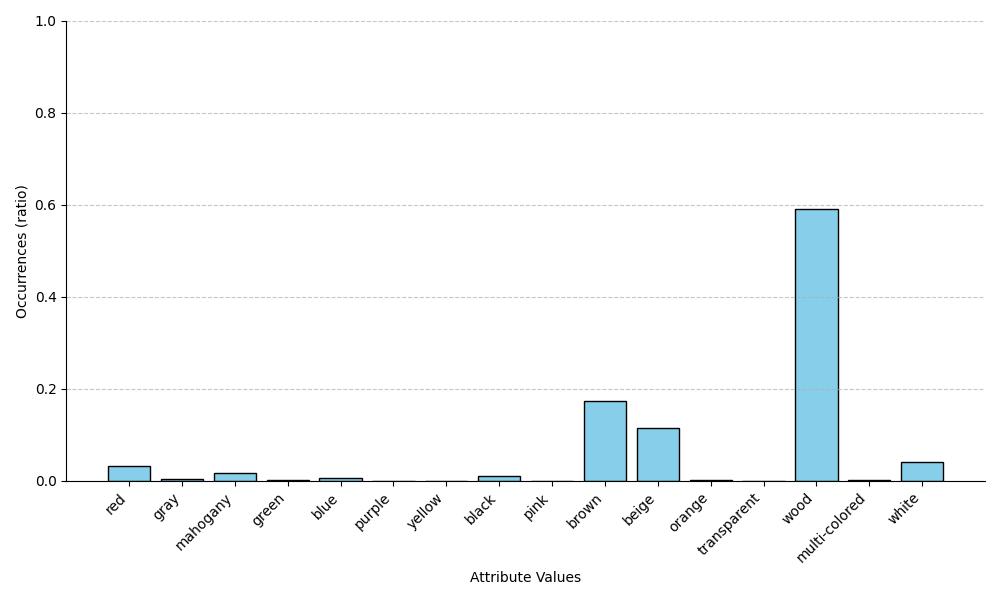 1.0
0.8
0.6
0.4
0.2
0.0
Occurrences (ratio)
red
gray
mahogany
green
blue
purple
yellow
black
pink
brown
beige
orange
transparent
wood
multi-colored
white
Attribute Values